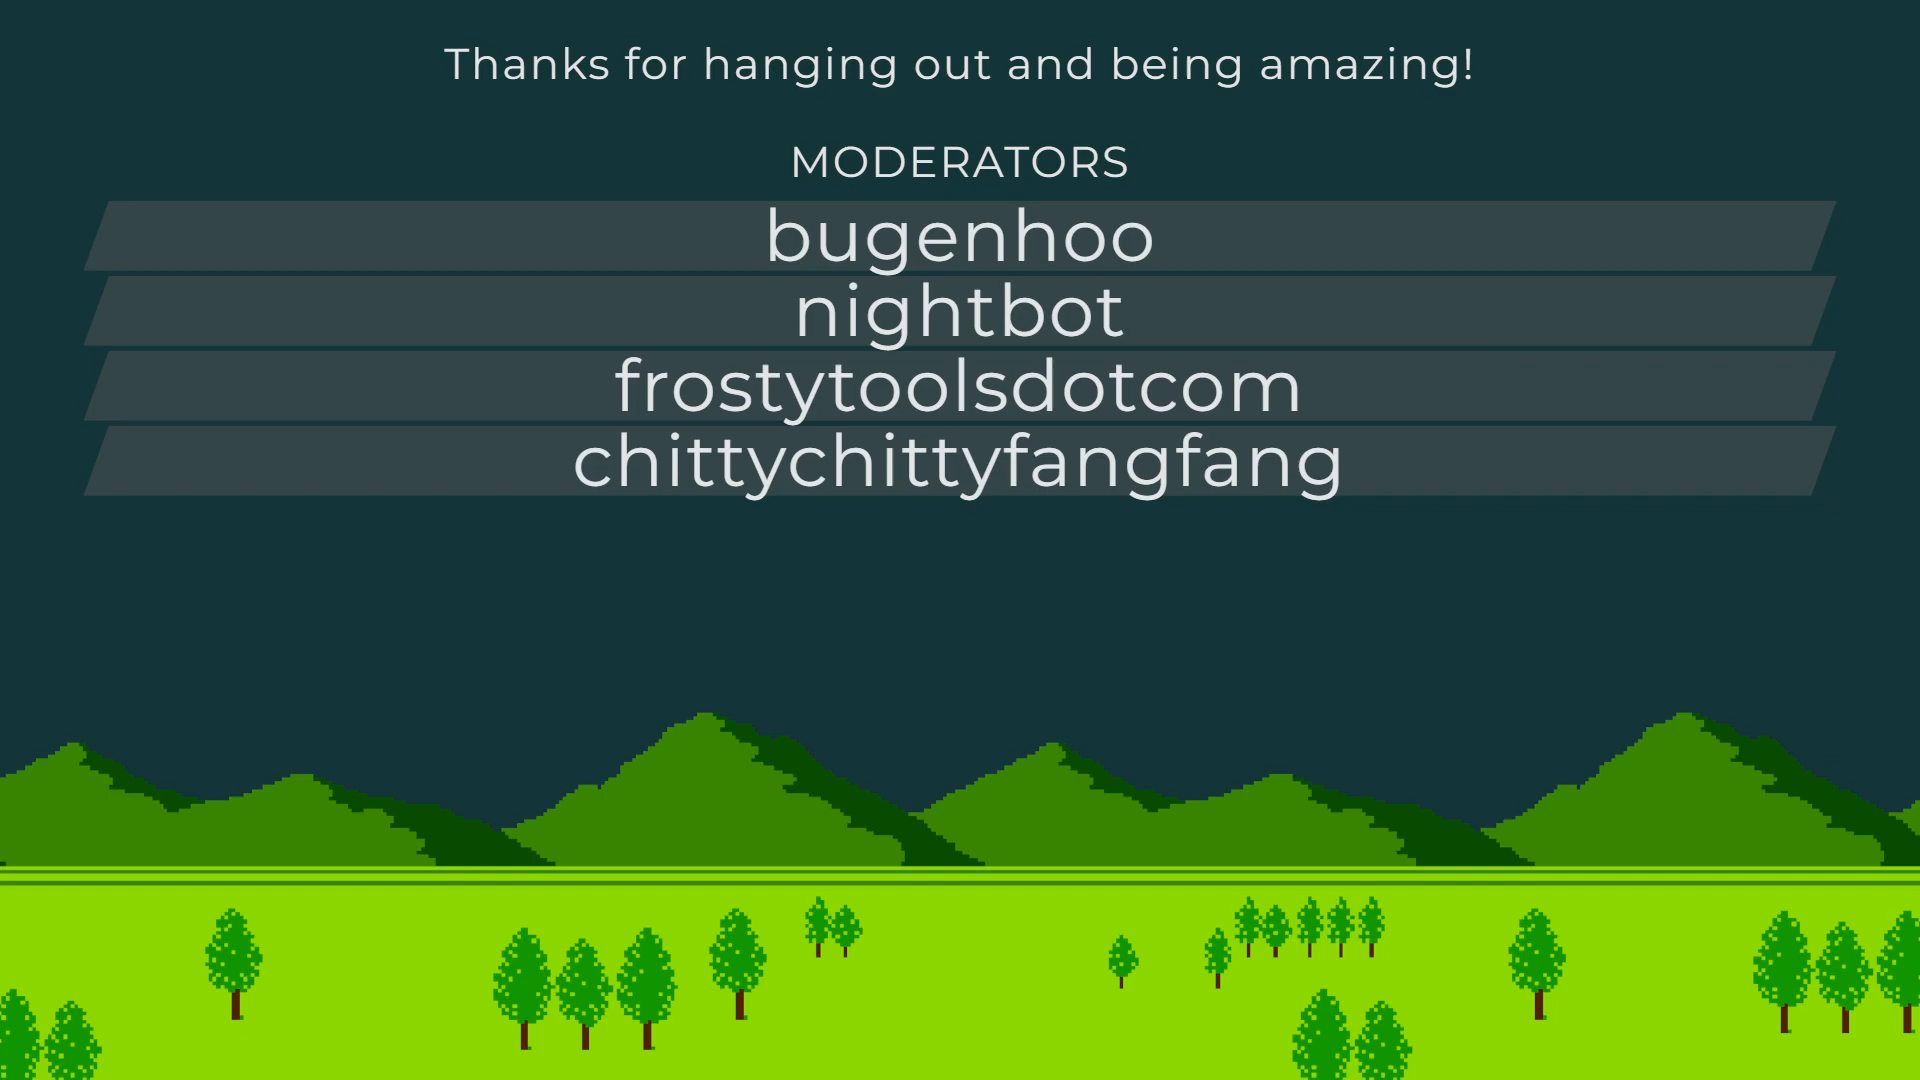 Thanks for hanging out and being amazing!
MODERATORS
bugenhoo
nightbot
frostytoolsdotcom
chittychittyfangfang